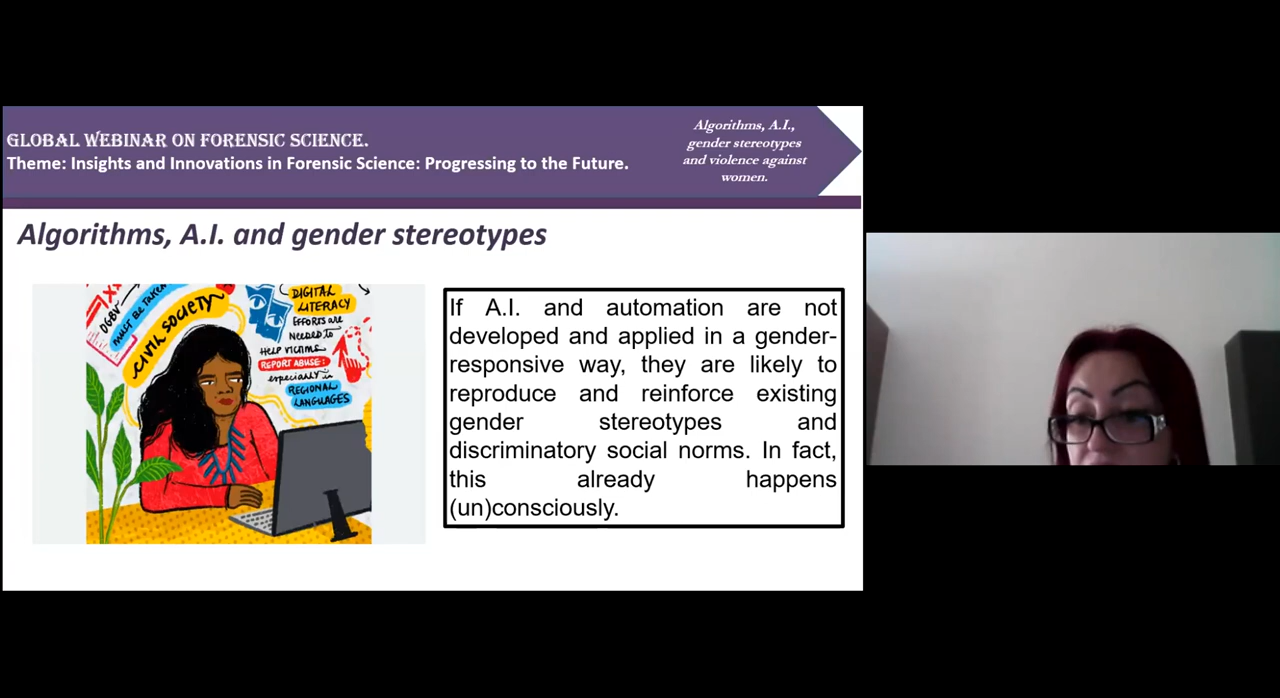 GLOBAL WEBINAR ON FORENSIC SCIENCE.
Theme: Insights and Innovations in Forensic Science: Progressing to the Future.
Algorithms, A.I.,
gender stereotypes
and violence against
women.
Algorithms, A.I. and gender stereotypes
DGBV
MUST BE TAKEN
CIVIL SOCIETY
DIGITAL
LITERACY
EFFORTS are
NEEDED to
HELP VICTIMS
REPORT ABUSE:
especially in
REGIONAL
LANGUAGES
If A.I. and automation are not
developed and applied in a gender-
responsive way, they are likely to
reproduce and reinforce existing
gender stereotypes and
discriminatory social norms. In fact,
this already happens
(un)consciously.